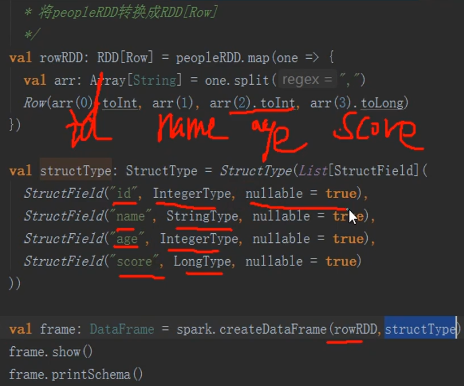 * 将peopleRDD转换成RDD[Row]
*/
val rowRDD: RDD[Row] = peopleRDD.map(one => {
val arr: Array[String] = one.split( regex = ",")
Row(arr(0).toInt, arr(1), arr(2).toInt, arr(3).toLong)
id name age score
})
val structType: StructType = StructType(List[StructField](
StructField("id", IntegerType, nullable = true),
StructField("name", StringType, nullable = true),
StructField("age", IntegerType, nullable = true),
StructField("score", LongType, nullable = true)
))
val frame: DataFrame = spark.createDataFrame(rowRDD,structType)
frame.show()
frame.printSchema()